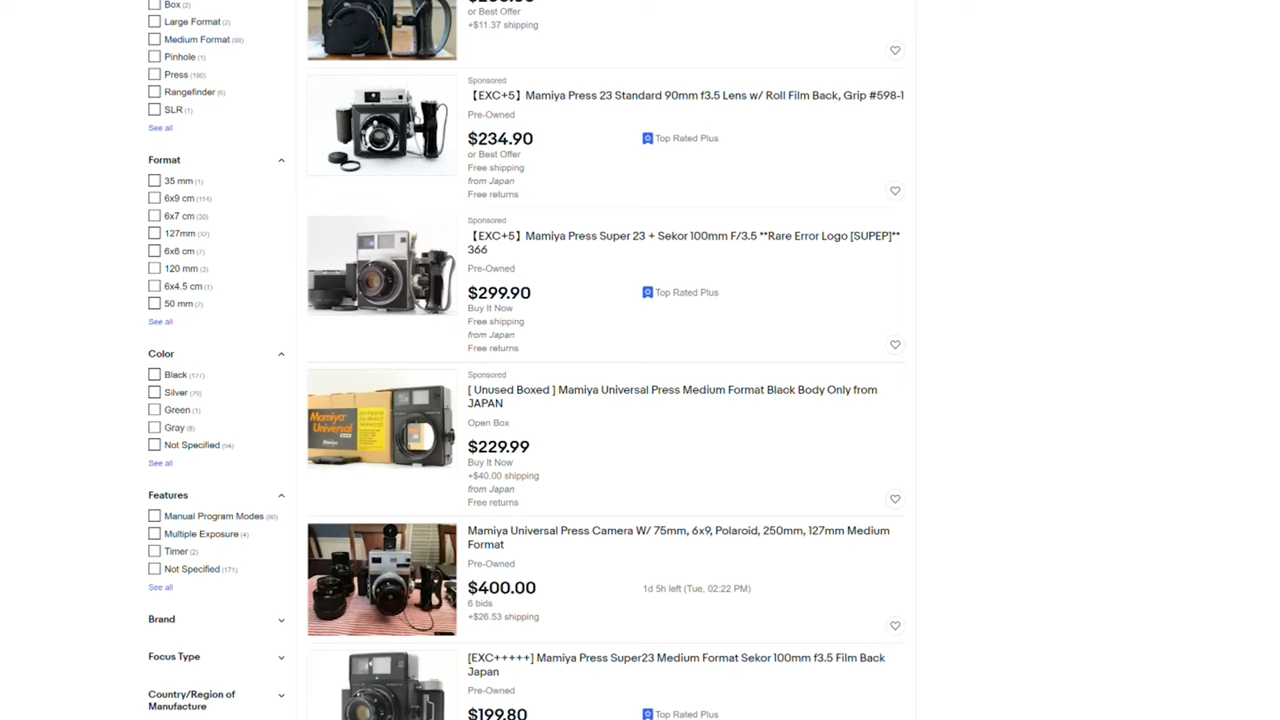 Box (2)
Large Format (2)
Medium Format (88)
Pinhole (1)
Press (190)
Rangefinder (6)
SLR (1)
See all
Format
35 mm (1)
6x9 cm (114)
6x7 cm (30)
127mm (32)
6x6 cm (7)
120 mm (3)
6x4.5 cm (1)
50 mm (2)
See all
Color
Black (127)
Silver (29)
Green (1)
Gray (6)
Not Specified (94)
See all
Features
Manual Program Modes (80)
Multiple Exposure (4)
Timer (2)
Not Specified (171)
See all
Brand
Focus Type
Country/Region of
Manufacture
or Best Offer
+$11.37 shipping
Sponsored
【EXC+5】Mamiya Press 23 Standard 90mm f3.5 Lens w/ Roll Film Back, Grip #598-1
Pre-Owned
$234.90
Top Rated Plus
or Best Offer
Free shipping
from Japan
Free returns
Sponsored
【EXC+5】Mamiya Press Super 23 + Sekor 100mm F/3.5 **Rare Error Logo [SUPEP]**
366
Pre-Owned
$299.90
Top Rated Plus
Buy It Now
Free shipping
from Japan
Free returns
Sponsored
[ Unused Boxed ] Mamiya Universal Press Medium Format Black Body Only from
JAPAN
Open Box
$229.99
Buy It Now
+$40.00 shipping
from Japan
Free returns
Mamiya
Universal
Mamiya Universal Press Camera W/ 75mm, 6x9, Polaroid, 250mm, 127mm Medium
Format
Pre-Owned
$400.00
1d 5h left (Tue, 02:22 PM)
6 bids
+$26.53 shipping
[EXC+++++] Mamiya Press Super23 Medium Format Sekor 100mm f3.5 Film Back
Japan
Pre-Owned
$199.80
Top Rated Plus